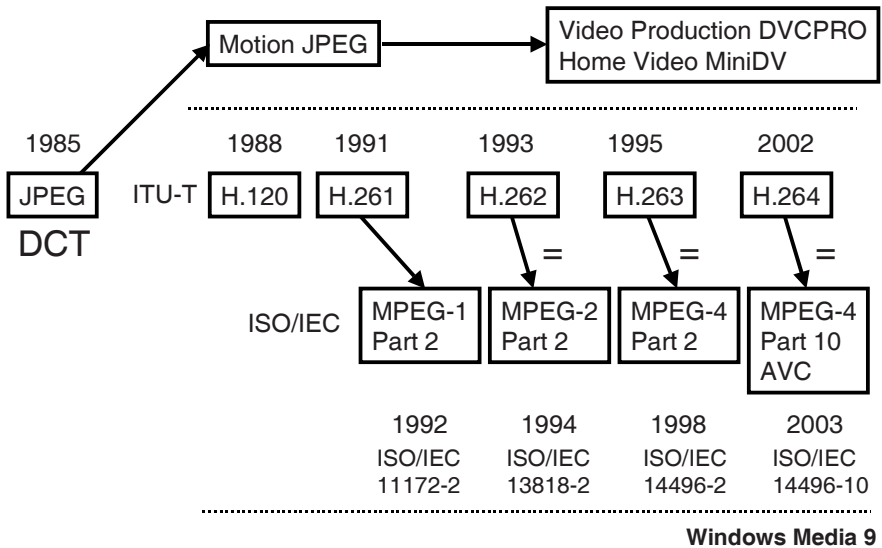 Motion JPEG
Video Production DVCPRO
Home Video MiniDV
1985
1988
1991
1993
1995
2002
JPEG
ITU-T
H.120
H.261
H.262
H.263
H.264
DCT
=
=
=
ISO/IEC
MPEG-1
Part 2
MPEG-2
Part 2
MPEG-4
Part 2
MPEG-4
Part 10
AVC
1992
ISO/IEC
11172-2
1994
ISO/IEC
13818-2
1998
ISO/IEC
14496-2
2003
ISO/IEC
14496-10
Windows Media 9